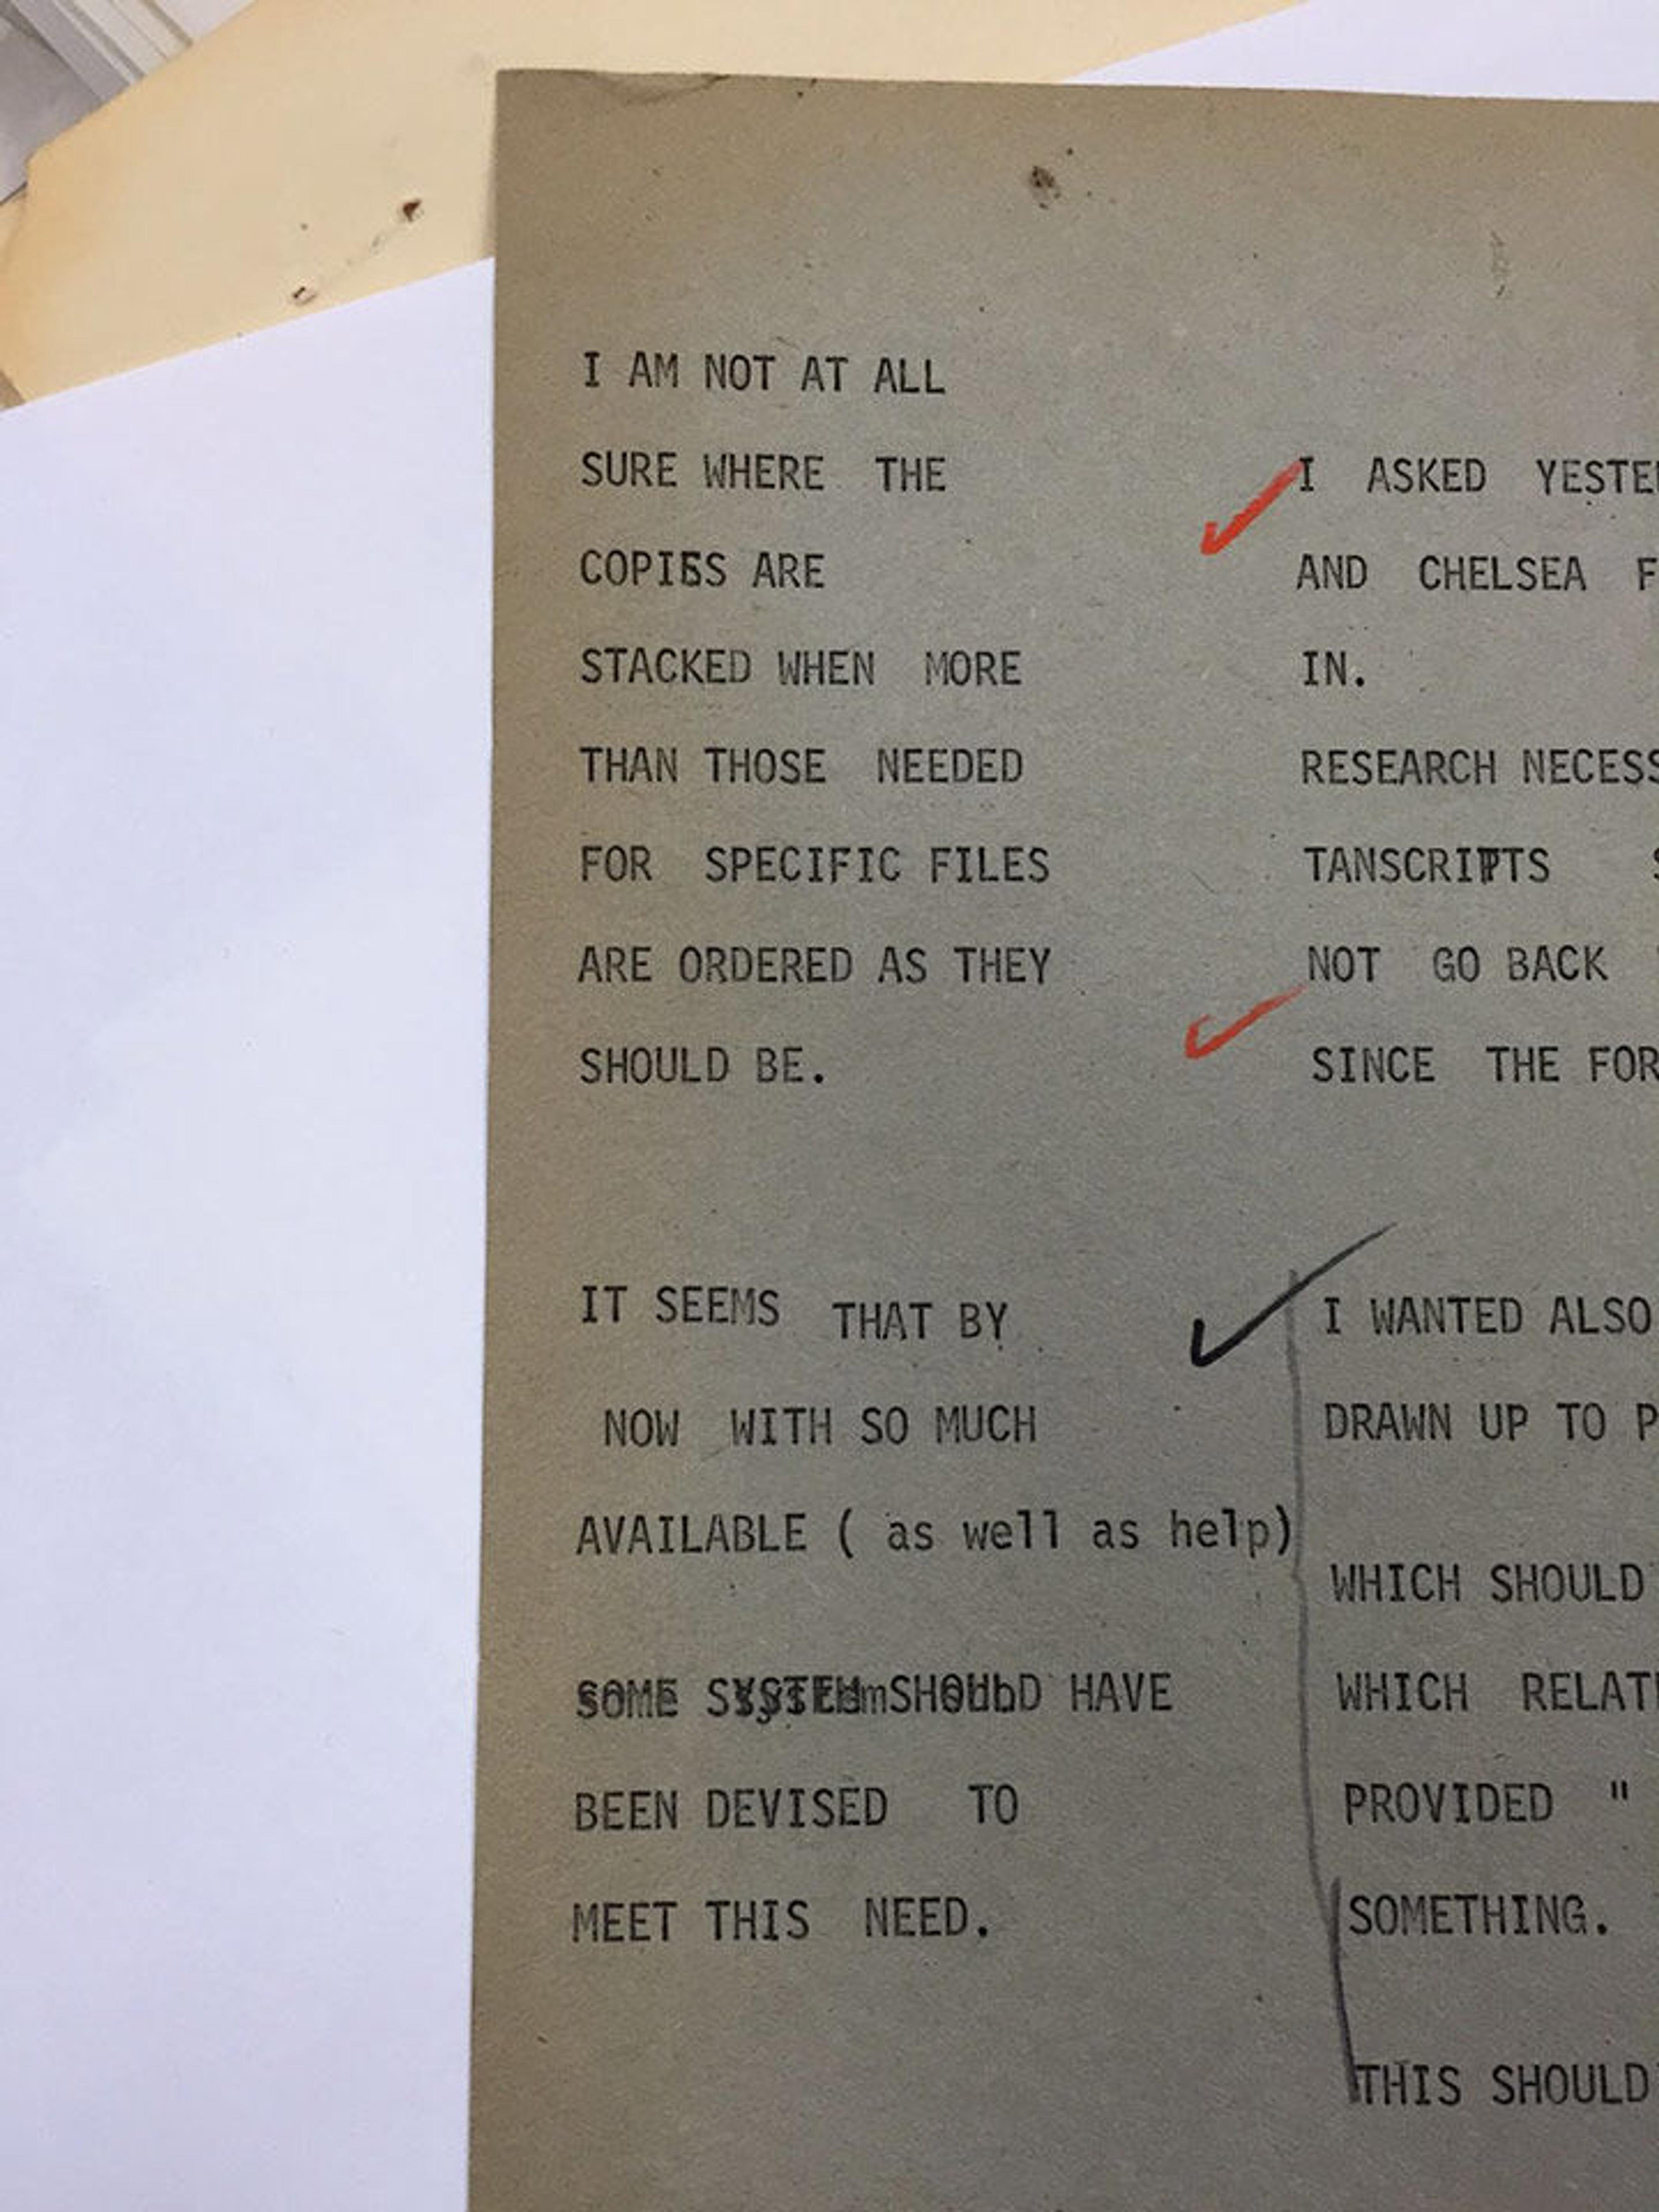 I AM NOT AT ALL
SURE WHERE THE
COPIES ARE
STACKED WHEN MORE
THAN THOSE NEEDED
FOR SPECIFIC FILES
ARE ORDERED AS THEY
SHOULD BE.
IT SEEMS THAT BY
NOW WITH SO MUCH
AVAILABLE ( as well as help)
SOME SYSTEM SHOULD HAVE
BEEN DEVISED TO
MEET THIS NEED.
I ASKED
AND CHELSEA
IN.
RESEARCH
TANSCRIPTS
NOT GO BACK
SINCE THE
I WANTED ALSO
DRAWN UP TO
WHICH SHOULD
WHICH
PROVIDED "
SOMETHING.
THIS SHOULD